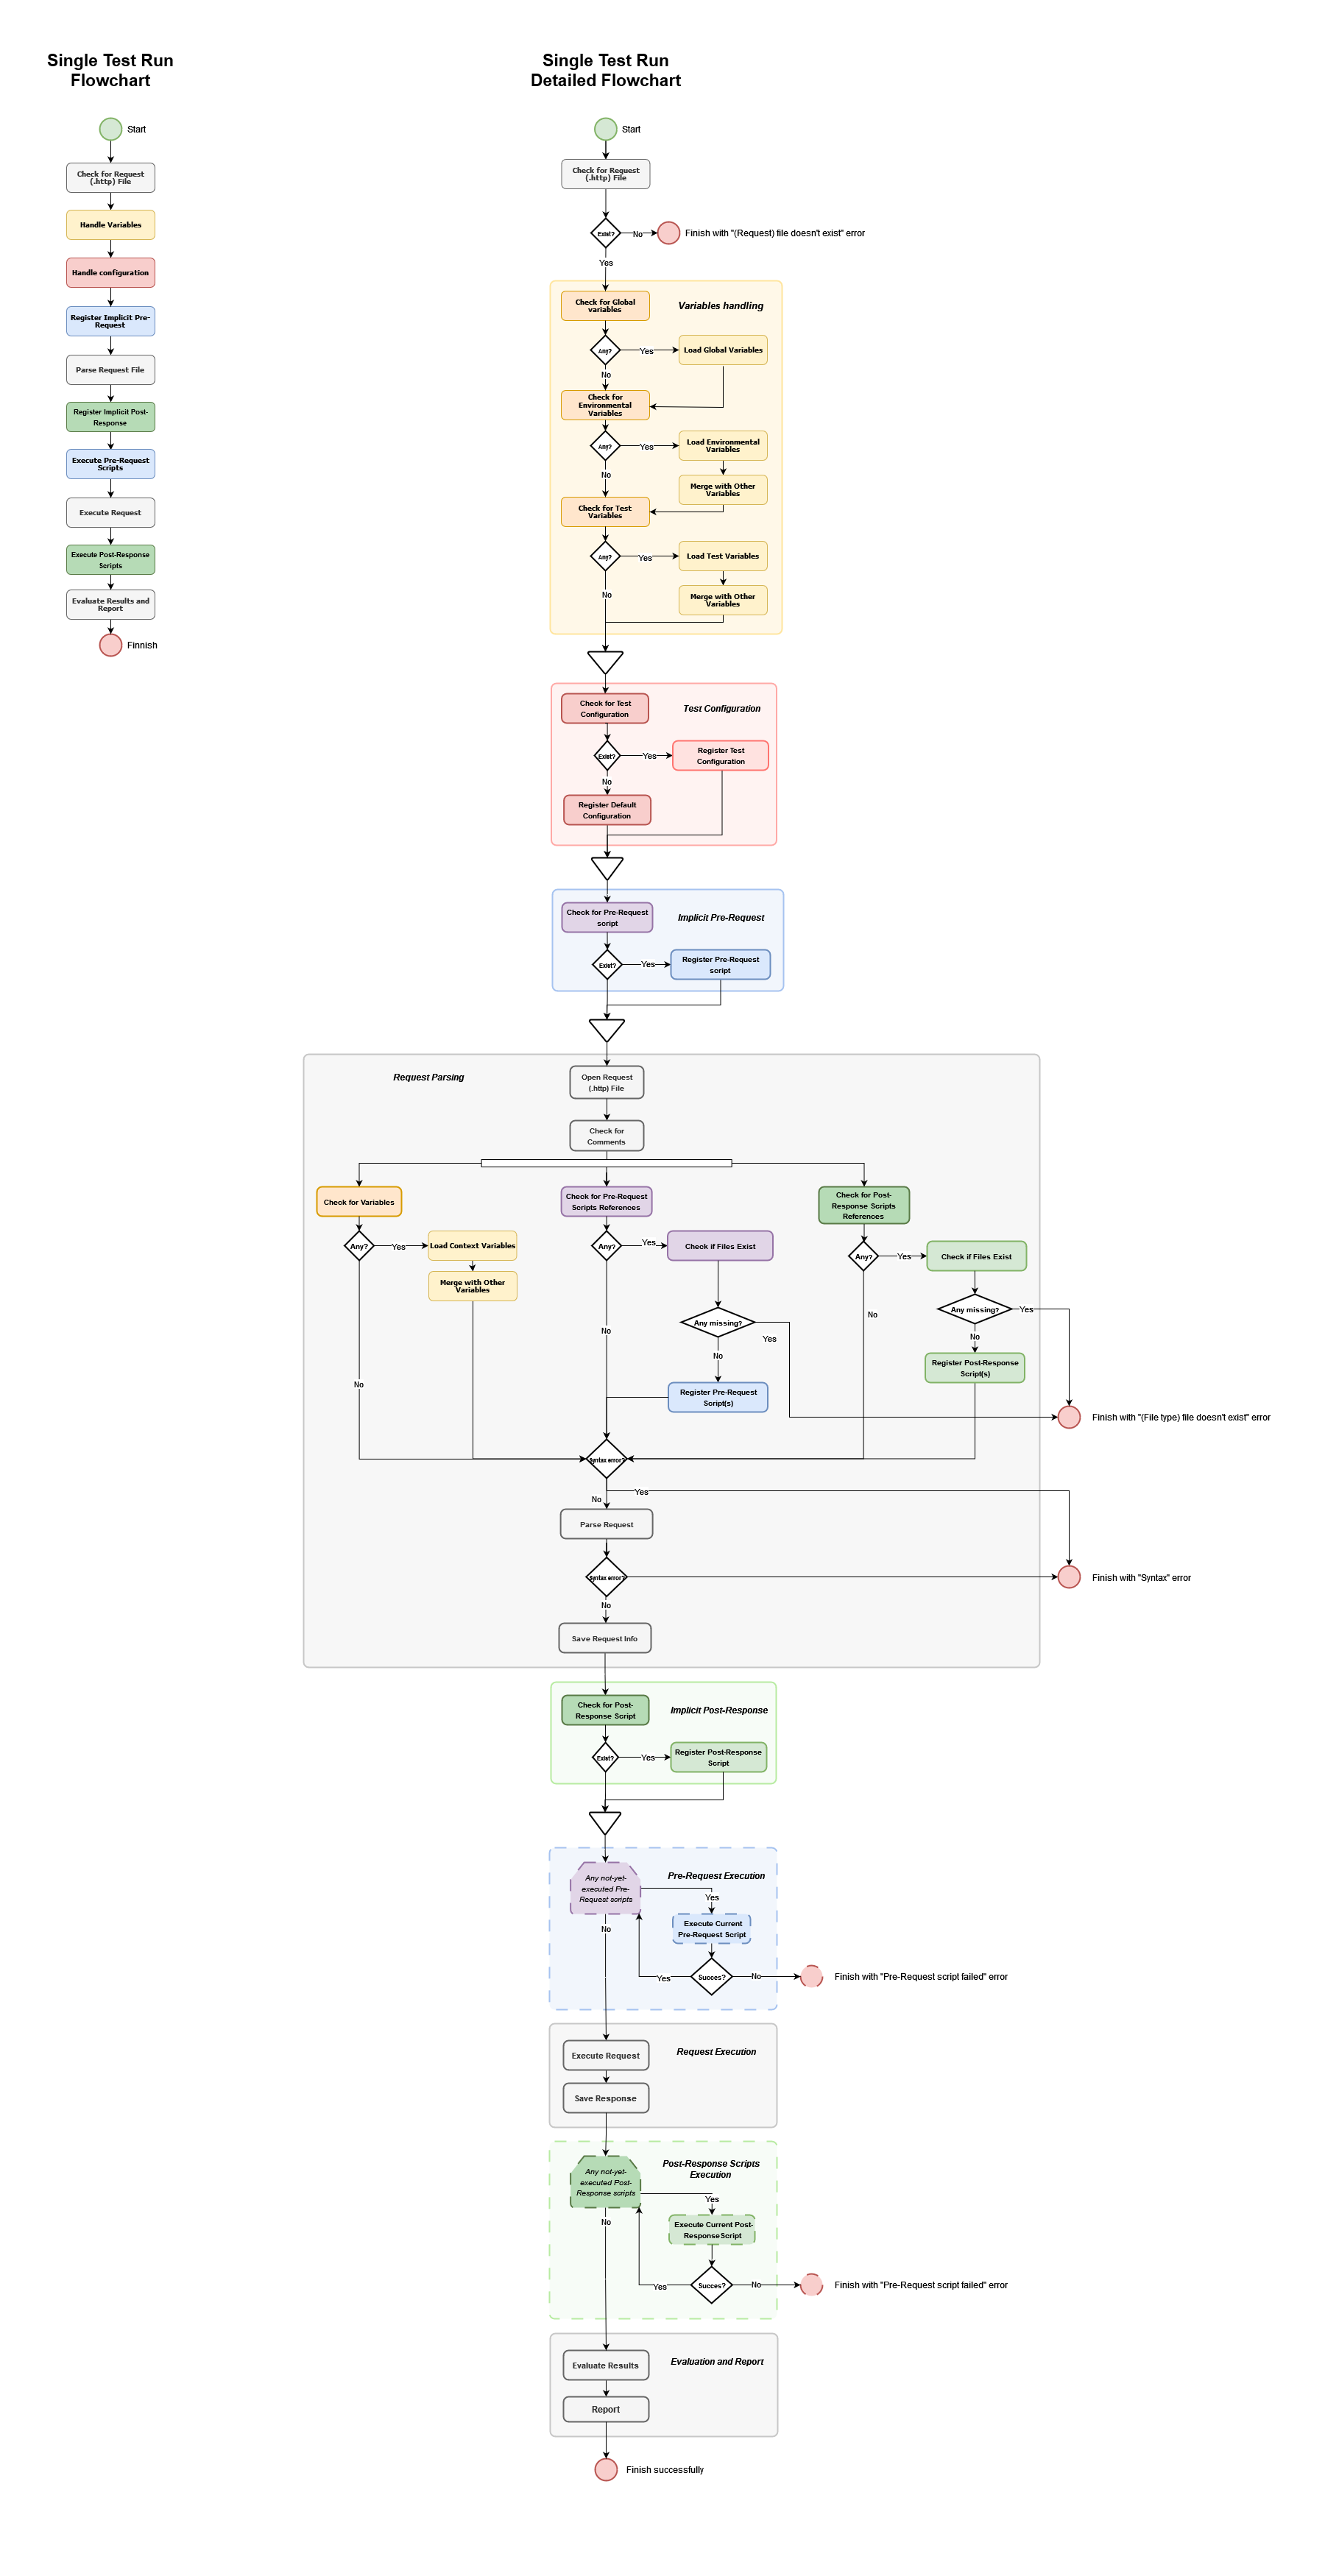 Single Test Run
Flowchart
Start
Check for Request
(.http) File
Handle Variables
Handle configuration
Register Implicit Pre-
Request
Parse Request File
Register Implicit Post-
Response
Execute Pre-Request
Scripts
Execute Request
Execute Post-Response
Scripts
Evaluate Results and
Report
Finnish
Single Test Run
Detailed Flowchart
Start
Check for Request
(.http) File
Exist?
No
Finish with "(Request) file doesn't exist" error
Yes
Variables handling
Check for Global
variables
Any?
Yes
Load Global Variables
No
Check for
Environmental
Variables
Any?
Yes
Load Environmental
Variables
No
Merge with Other
Variables
Check for Test
Variables
Any?
Yes
Load Test Variables
No
Merge with Other
Variables
Test Configuration
Check for Test
Configuration
Exist?
Yes
Register Test
Configuration
No
Register Default
Configuration
Implicit Pre-Request
Check for Pre-Request
script
Exist?
Yes
Register Pre-Request
script
Request Parsing
Open Request
(.http) File
Check for
Comments
Check for Variables
Any?
Yes
Load Context Variables
Merge with Other
Variables
No
Check for Pre-Request
Scripts References
Any?
Yes
Check if Files Exist
No
Any missing?
Yes
No
Register Pre-Request
Script(s)
Check for Post-
Response Scripts
References
Any?
Yes
Check if Files Exist
No
Any missing?
Yes
No
Register Post-Response
Script(s)
Finish with "(File type) file doesn't exist" error
Syntax error?
Yes
No
Parse Request
Syntax error?
Finish with "Syntax" error
No
Save Request Info
Implicit Post-Response
Check for Post-
Response Script
Exist?
Yes
Register Post-Response
Script
Pre-Request Execution
Any not-yet-
executed Pre-
Request scripts
Yes
Execute Current
Pre-Request Script
No
Succes?
Yes
No
Finish with "Pre-Request script failed" error
Request Execution
Execute Request
Save Response
Post-Response Scripts
Execution
Any not-yet-
executed Post-
Response scripts
Yes
Execute Current Post-
Response Script
No
Succes?
Yes
No
Finish with "Pre-Request script failed" error
Evaluation and Report
Evaluate Results
Report
Finish successfully